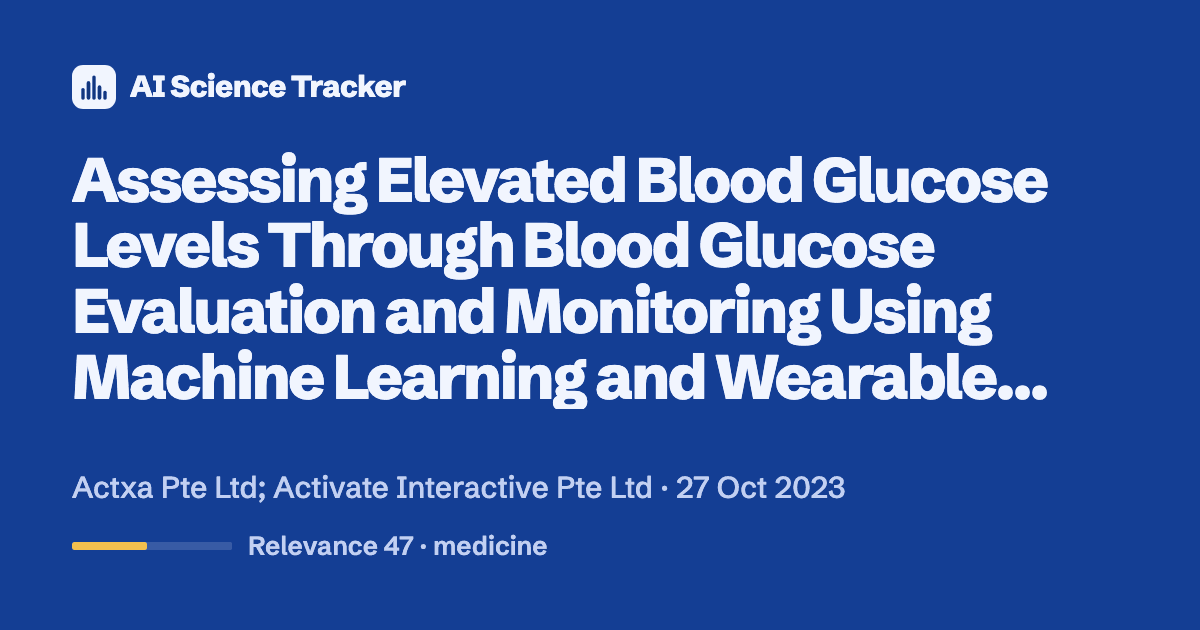 AI Science Tracker
Assessing Elevated Blood Glucose
Levels Through Blood Glucose
Evaluation and Monitoring Using
Machine Learning and Wearable...
Actxa Pte Ltd; Activate Interactive Pte Ltd · 27 Oct 2023
Relevance 47 · medicine